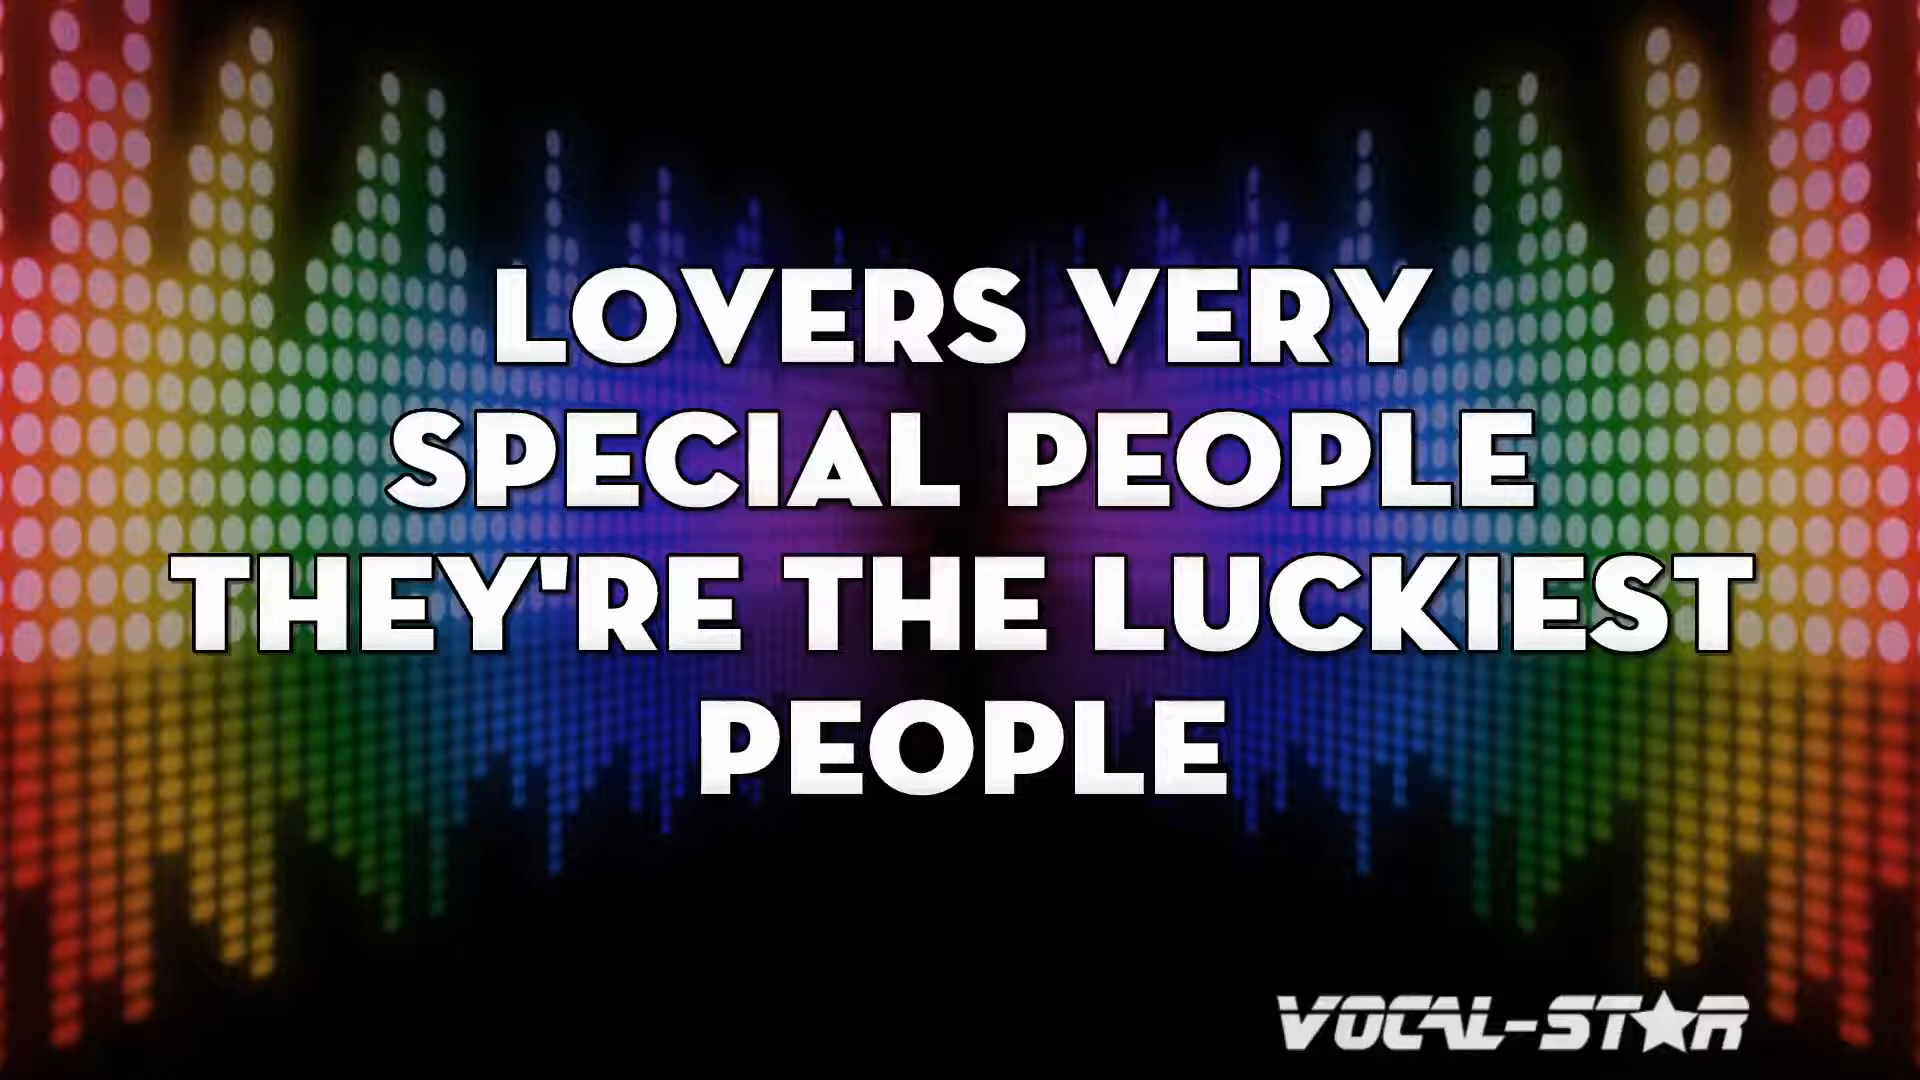 LOVERS VERY
SPECIAL PEOPLE
THEY'RE THE LUCKIEST
PEOPLE
VOCAL-STAR